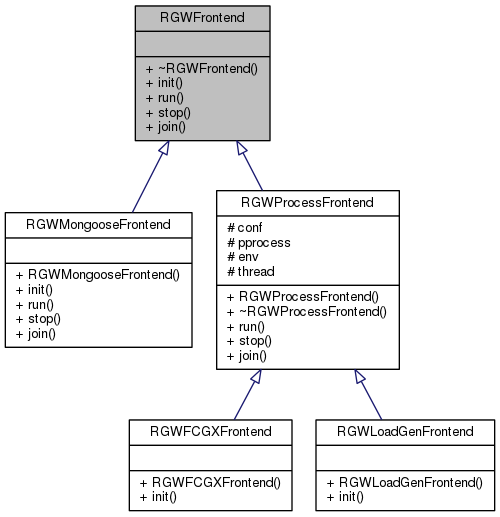 RGWFrontend
+ ~RGWFrontend()
+ init()
+ run()
+ stop()
+ join()
RGWMongooseFrontend
+ RGWMongooseFrontend()
+ init()
+ run()
+ stop()
+ join()
RGWProcessFrontend
# conf
# pprocess
# env
# thread
+ RGWProcessFrontend()
+ ~RGWProcessFrontend()
+ run()
+ stop()
+ join()
RGWFCGXFrontend
+ RGWFCGXFrontend()
+ init()
RGWLoadGenFrontend
+ RGWLoadGenFrontend()
+ init()